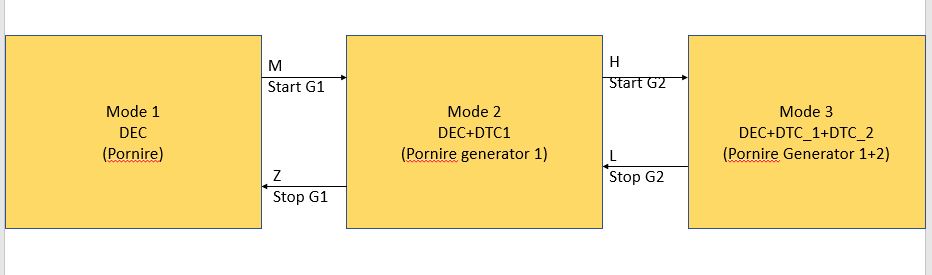 Mode 1
DEC
(Pornire)
M
Start G1
Z
Stop G1
Mode 2
DEC+DTC1
(Pornire generator 1)
H
Start G2
L
Stop G2
Mode 3
DEC+DTC_1+DTC_2
(Pornire Generator 1+2)